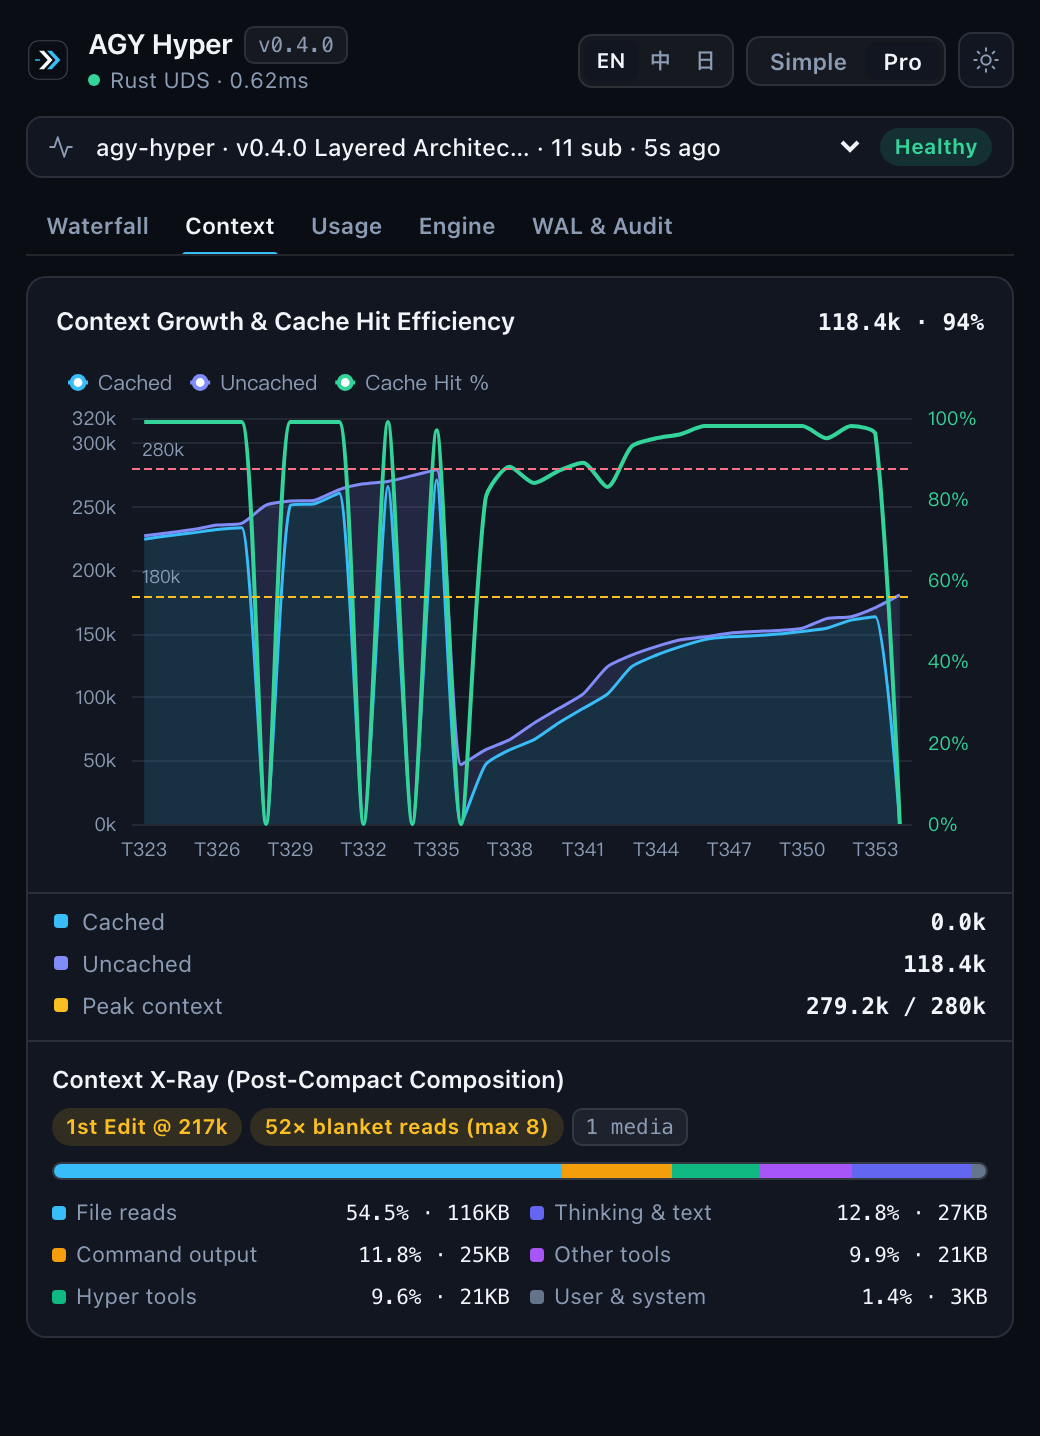 AGY Hyper v0.4.0
Rust UDS · 0.62ms
EN 中 日
Simple Pro
agy-hyper · v0.4.0 Layered Architec... · 11 sub · 5s ago
Healthy
Waterfall Context Usage Engine WAL & Audit
Context Growth & Cache Hit Efficiency 118.4k · 94%
Cached Uncached Cache Hit %
320k 100%
300k
280k
80%
250k
200k
180k
60%
150k
40%
100k
20%
50k
0k 0%
T323 T326 T329 T332 T335 T338 T341 T344 T347 T350 T353
Cached 0.0k
Uncached 118.4k
Peak context 279.2k / 280k
Context X-Ray (Post-Compact Composition)
1st Edit @ 217k 52× blanket reads (max 8) 1 media
File reads 54.5% · 116KB Thinking & text 12.8% · 27KB
Command output 11.8% · 25KB Other tools 9.9% · 21KB
Hyper tools 9.6% · 21KB User & system 1.4% · 3KB